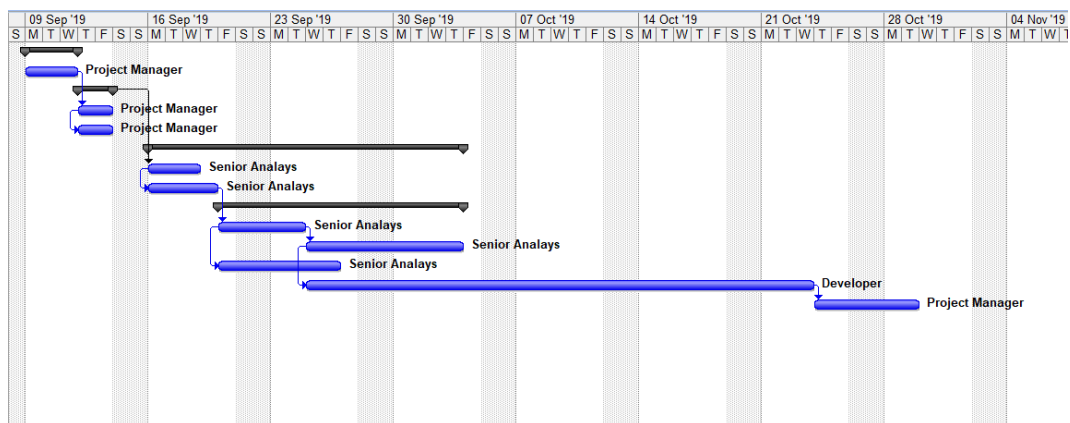 09 Sep '19 16 Sep '19 23 Sep '19 30 Sep '19 07 Oct '19 14 Oct '19 21 Oct '19 28 Oct '19 04 Nov '19
S M T W T F S S M T W T F S S M T W T F S S M T W T F S S M T W T F S S M T W T F S S M T W T F S S M T W T F S S M T W T
Project Manager
Project Manager
Project Manager
Senior Analays
Senior Analays
Senior Analays
Senior Analays
Senior Analays
Developer
Project Manager